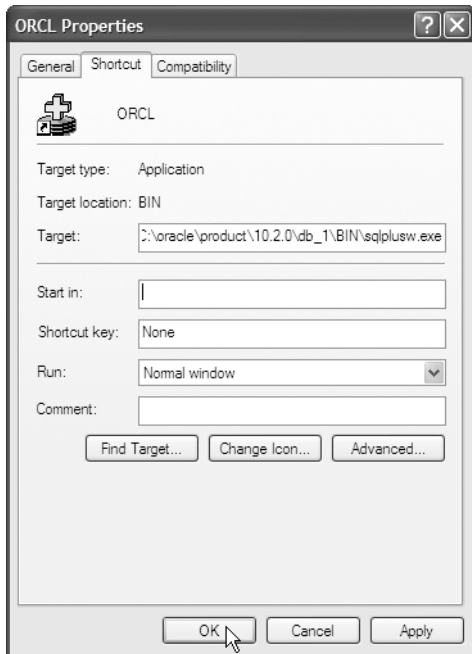 ORCL Properties
General Shortcut Compatibility
ORCL
Target type: Application
Target location: BIN
Target: C:\oracle\product\10.2.0\db_1\BIN\sqlplusw.exe
Start in:
Shortcut key: None
Run: Normal window
Comment:
Find Target... Change Icon... Advanced...
OK Cancel Apply